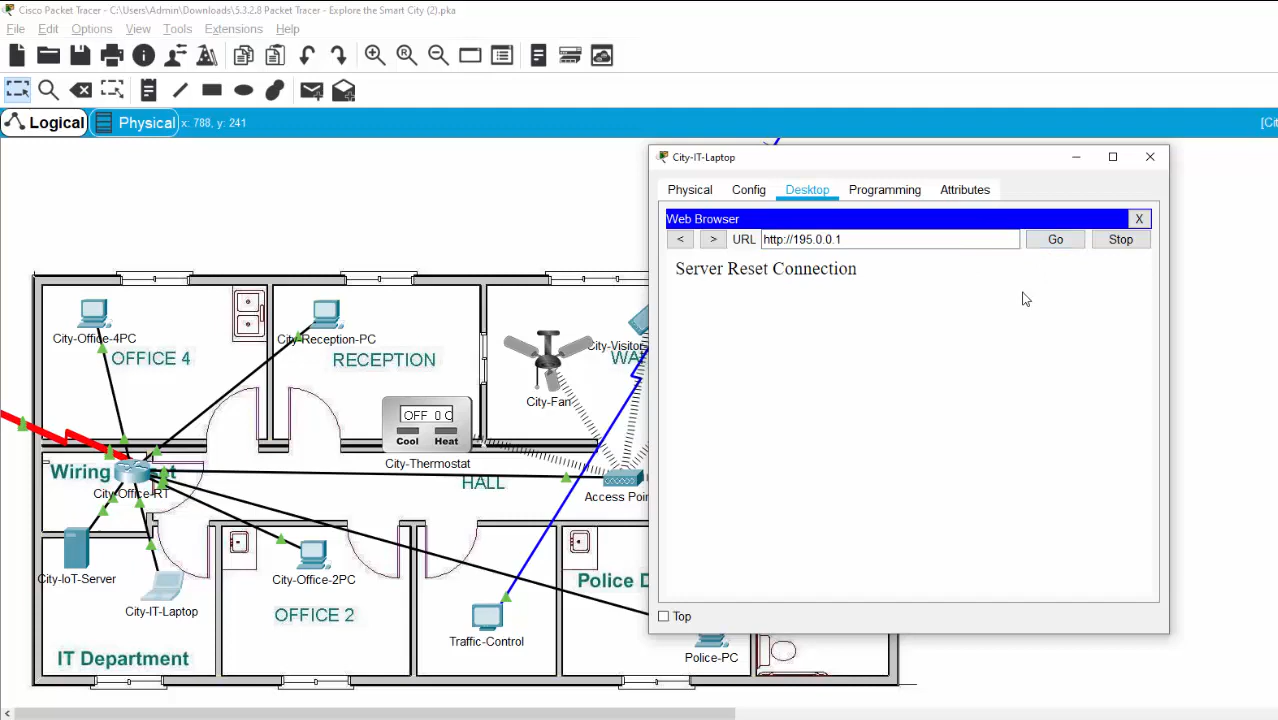 Cisco Packet Tracer - C:\Users\Admin\Downloads\5.3.2.8 Packet Tracer - Explore the Smart City (2).pka
File Edit Options View Tools Extensions Help
Logical Physical x: 788, y: 241 [Cit
City-IT-Laptop
Physical Config Desktop Programming Attributes
Web Browser X
< > URL http://195.0.0.1 Go Stop
Server Reset Connection
City-Office-4PC
OFFICE 4
City-Reception-PC
RECEPTION
City-Visitor
WA
City-Fan
OFF 0 C
Cool Heat
City-Thermostat
Wiring et
City-Office-RT
HALL
Access Poin
City-IoT-Server
City-IT-Laptop
IT Department
City-Office-2PC
OFFICE 2
Traffic-Control
Police D
Police-PC
Top